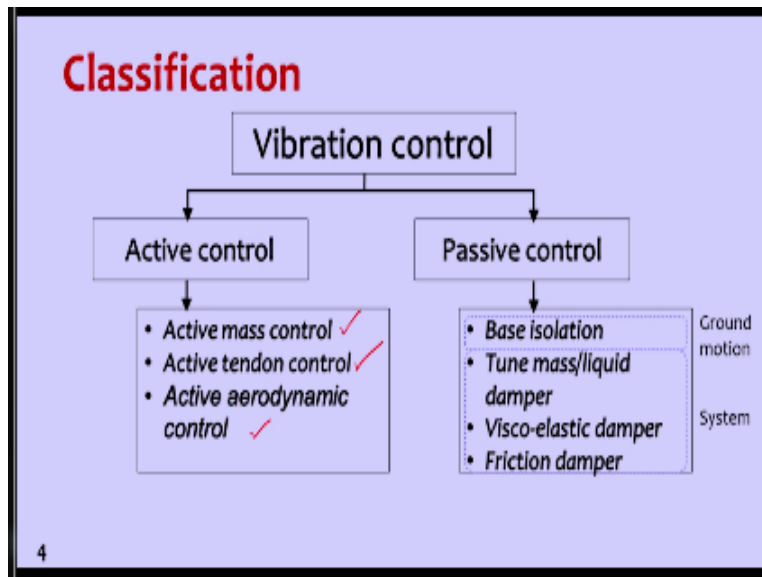 Classification
Vibration control
Active control
Passive control
• Active mass control
• Active tendon control
• Active aerodynamic
control
• Base isolation
• Tune mass/liquid
damper
• Visco-elastic damper
• Friction damper
Ground
motion
System
4